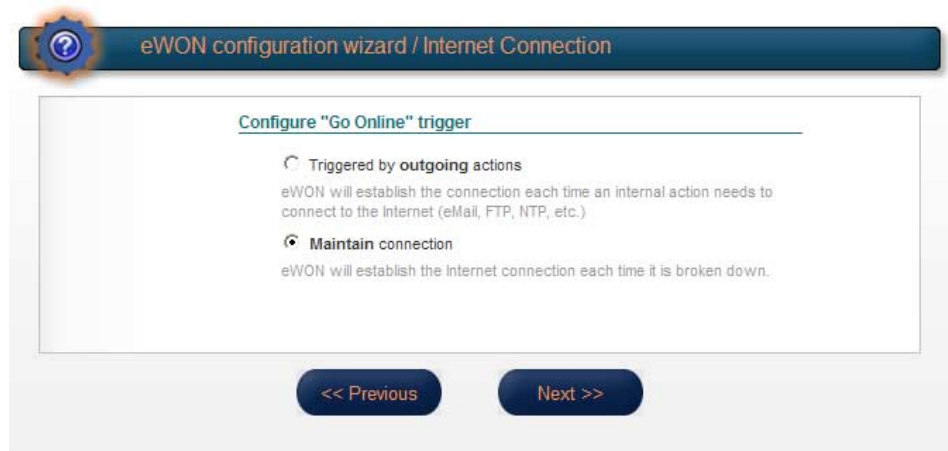 eWON configuration wizard / Internet Connection
Configure "Go Online" trigger
Triggered by outgoing actions
eWON will establish the connection each time an internal action needs to
connect to the Internet (eMail, FTP, NTP, etc.)
Maintain connection
eWON will establish the Internet connection each time it is broken down.
<< Previous
Next >>